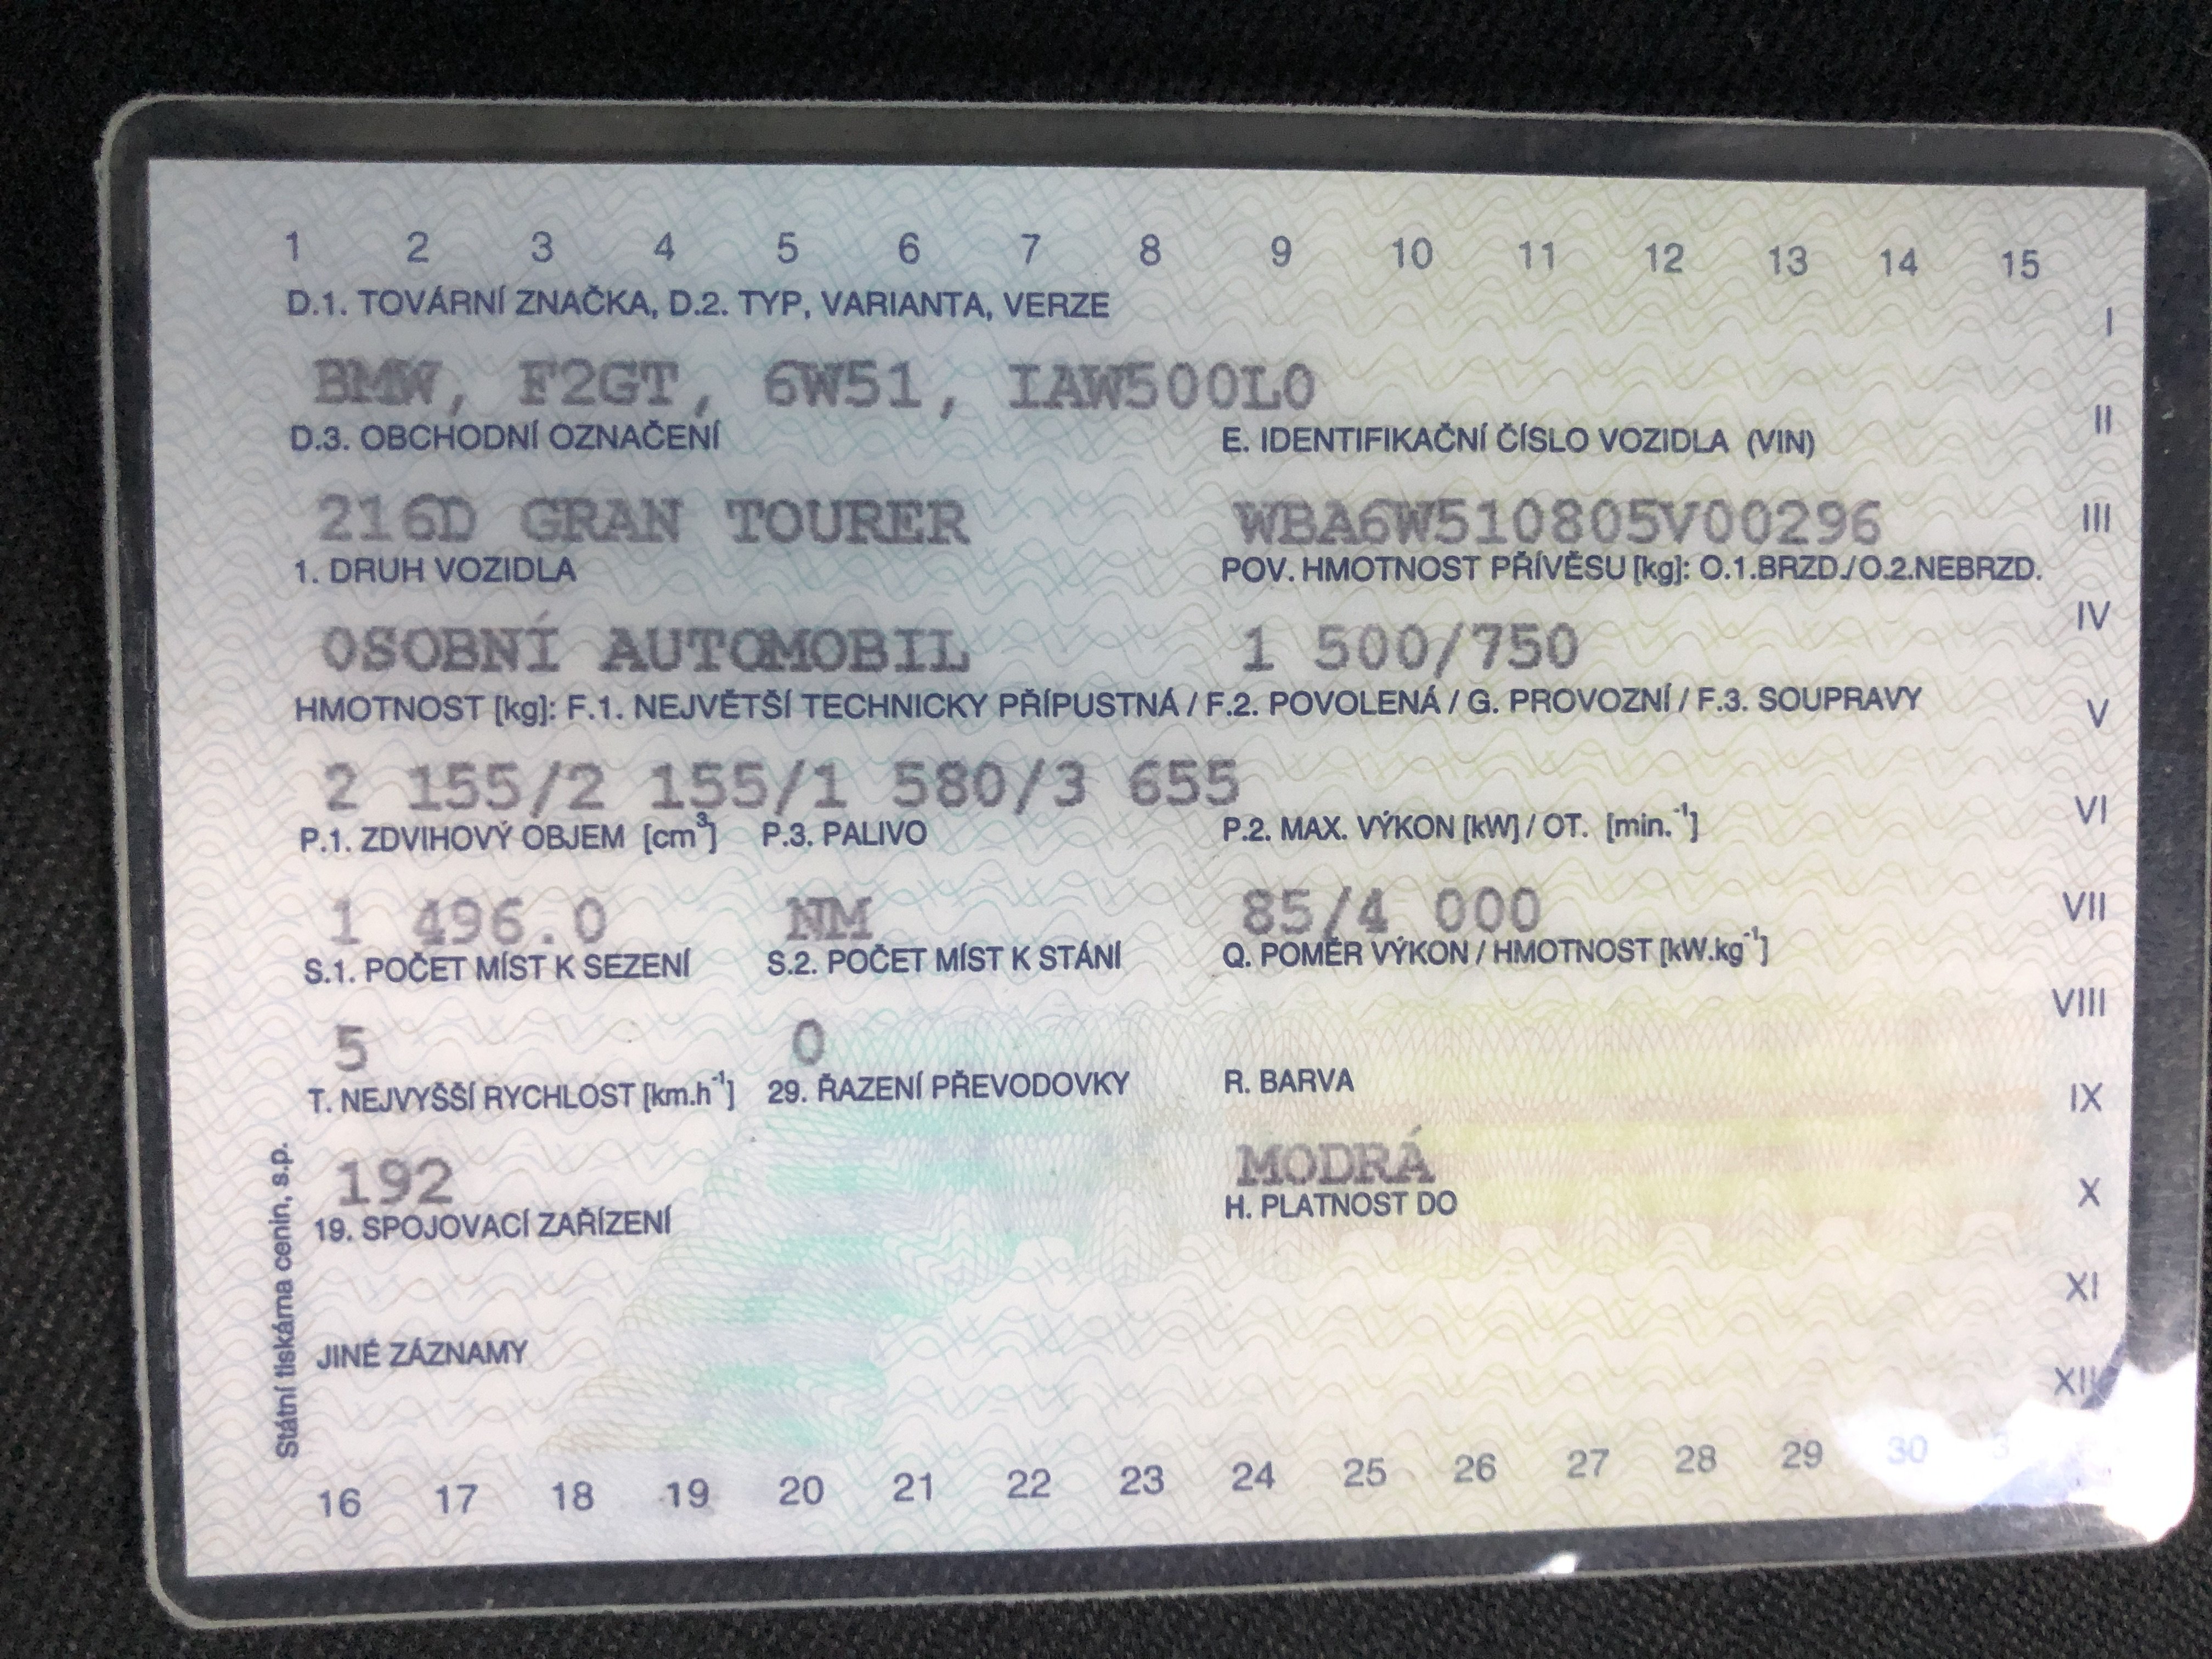 1 2 3 4 5 6 7 8 9 10 11 12 13 14 15
D.1. TOVÁRNÍ ZNAČKA, D.2. TYP, VARIANTA, VERZE
I
BMW, F2GT, 6W51, IAW500L0
D.3. OBCHODNÍ OZNAČENÍ E. IDENTIFIKAČNÍ ČÍSLO VOZIDLA (VIN)
II
216D GRAN TOURER WBA6W510805V00296
III
1. DRUH VOZIDLA POV. HMOTNOST PŘÍVĚSU [kg]: O.1.BRZD./O.2.NEBRZD.
IV
OSOBNÍ AUTOMOBIL 1 500/750
HMOTNOST [kg]: F.1. NEJVĚTŠÍ TECHNICKY PŘÍPUSTNÁ / F.2. POVOLENÁ / G. PROVOZNÍ / F.3. SOUPRAVY
V
2 155/2 155/1 580/3 655
P.1. ZDVIHOVÝ OBJEM [cm³] P.3. PALIVO P.2. MAX. VÝKON [kW] / OT. [min.⁻¹]
VI
1 496.0 NM 85/4 000
VII
S.1. POČET MÍST K SEZENÍ S.2. POČET MÍST K STÁNÍ Q. POMĚR VÝKON / HMOTNOST [kW.kg⁻¹]
VIII
5 0
T. NEJVYŠŠÍ RYCHLOST [km.h⁻¹] 29. ŘAZENÍ PŘEVODOVKY R. BARVA
IX
192 MODRÁ
X
19. SPOJOVACÍ ZAŘÍZENÍ H. PLATNOST DO
XI
JINÉ ZÁZNAMY
XII
Státní tiskárna cenin, s.p.
16 17 18 19 20 21 22 23 24 25 26 27 28 29 30